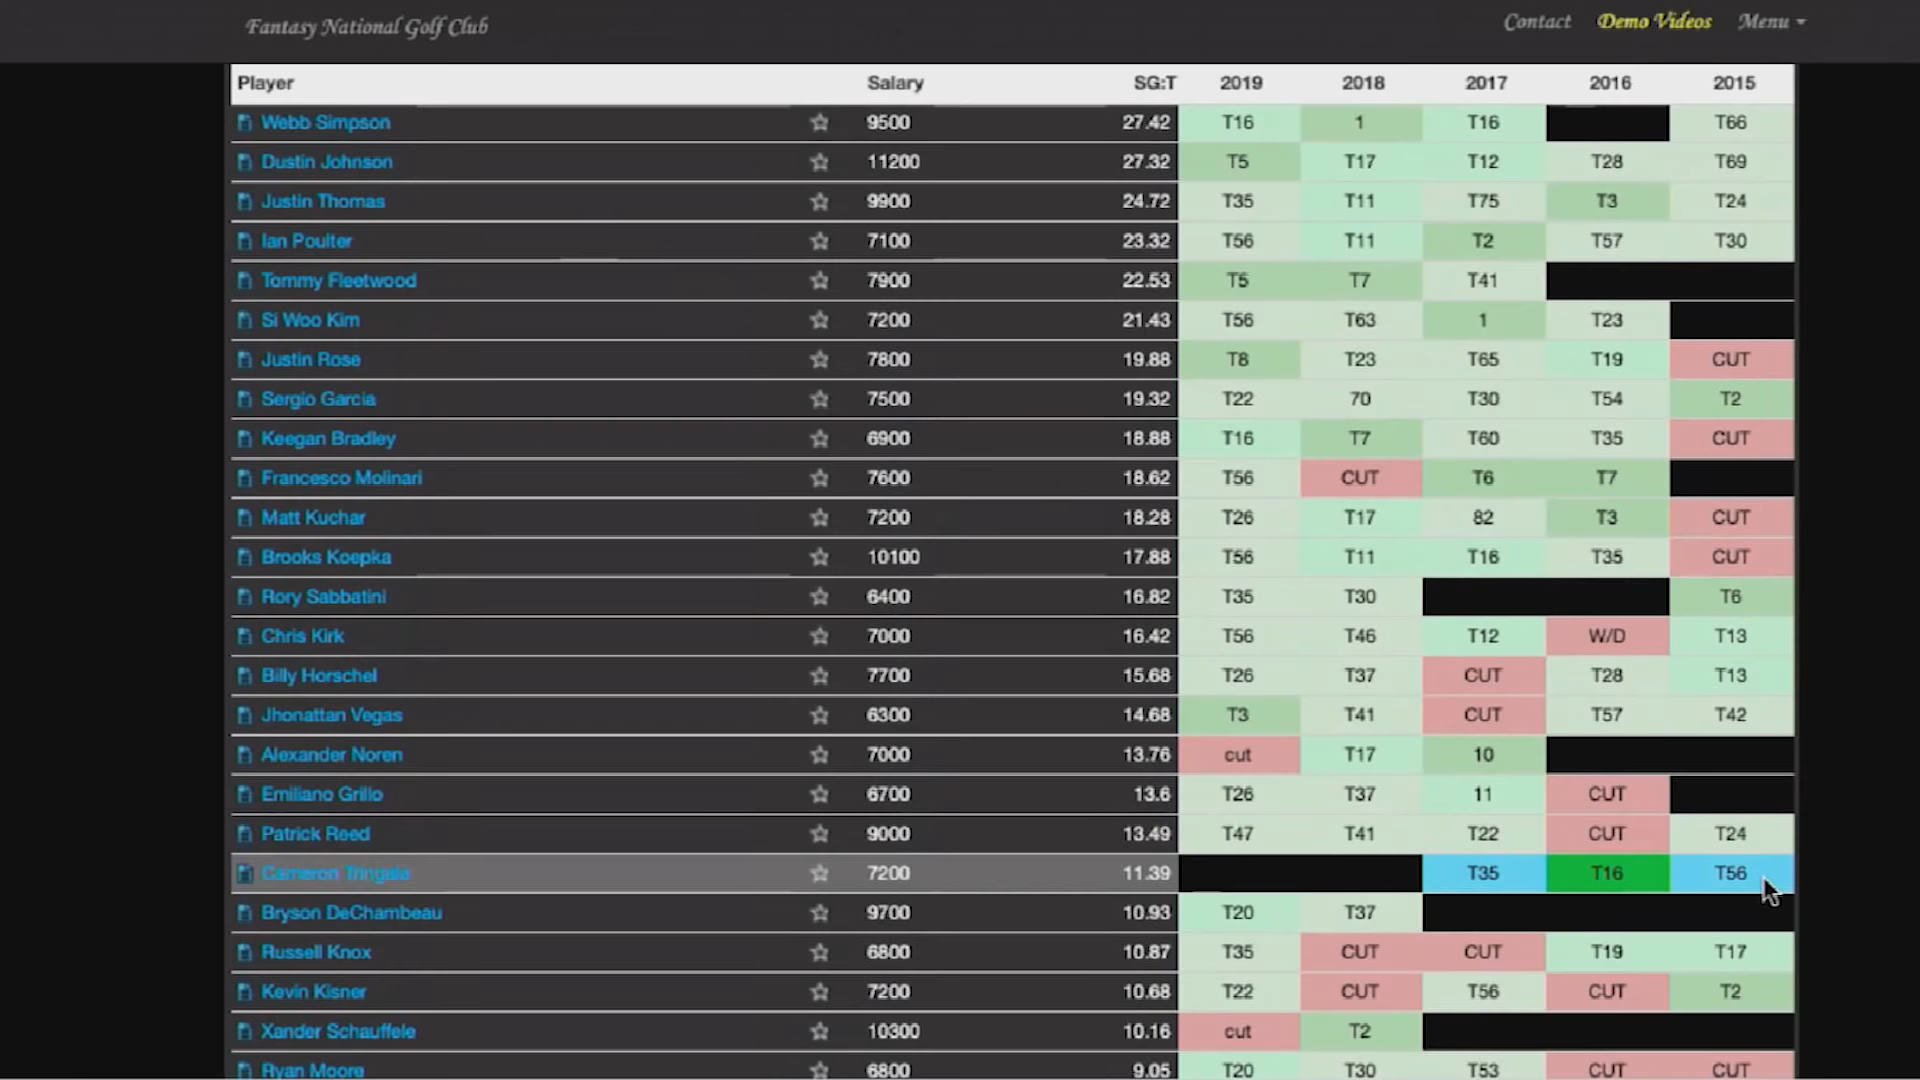 Fantasy National Golf Club Contact Demo Videos Menu
Player Salary SG:T 2019 2018 2017 2016 2015
Webb Simpson 9500 27.42 T16 1 T16 T66
Dustin Johnson 11200 27.32 T5 T17 T12 T28 T69
Justin Thomas 9900 24.72 T35 T11 T75 T3 T24
Ian Poulter 7100 23.32 T56 T11 T2 T57 T30
Tommy Fleetwood 7900 22.53 T5 T7 T41
Si Woo Kim 7200 21.43 T56 T63 1 T23
Justin Rose 7800 19.88 T8 T23 T65 T19 CUT
Sergio Garcia 7500 19.32 T22 70 T30 T54 T2
Keegan Bradley 6900 18.88 T16 T7 T60 T35 CUT
Francesco Molinari 7600 18.62 T56 CUT T6 T7
Matt Kuchar 7200 18.28 T26 T17 82 T3 CUT
Brooks Koepka 10100 17.88 T56 T11 T16 T35 CUT
Rory Sabbatini 6400 16.82 T35 T30 T6
Chris Kirk 7000 16.42 T56 T46 T12 W/D T13
Billy Horschel 7700 15.68 T26 T37 CUT T28 T13
Jhonattan Vegas 6300 14.68 T3 T41 CUT T57 T42
Alexander Noren 7000 13.76 cut T17 10
Emiliano Grillo 6700 13.6 T26 T37 11 CUT
Patrick Reed 9000 13.49 T47 T41 T22 CUT T24
Cameron Tringale 7200 11.39 T35 T16 T56
Bryson DeChambeau 9700 10.93 T20 T37
Russell Knox 6800 10.87 T35 CUT CUT T19 T17
Kevin Kisner 7200 10.68 T22 CUT T56 CUT T2
Xander Schauffele 10300 10.16 cut T2
Ryan Moore 6800 9.05 T20 T30 T53 CUT CUT